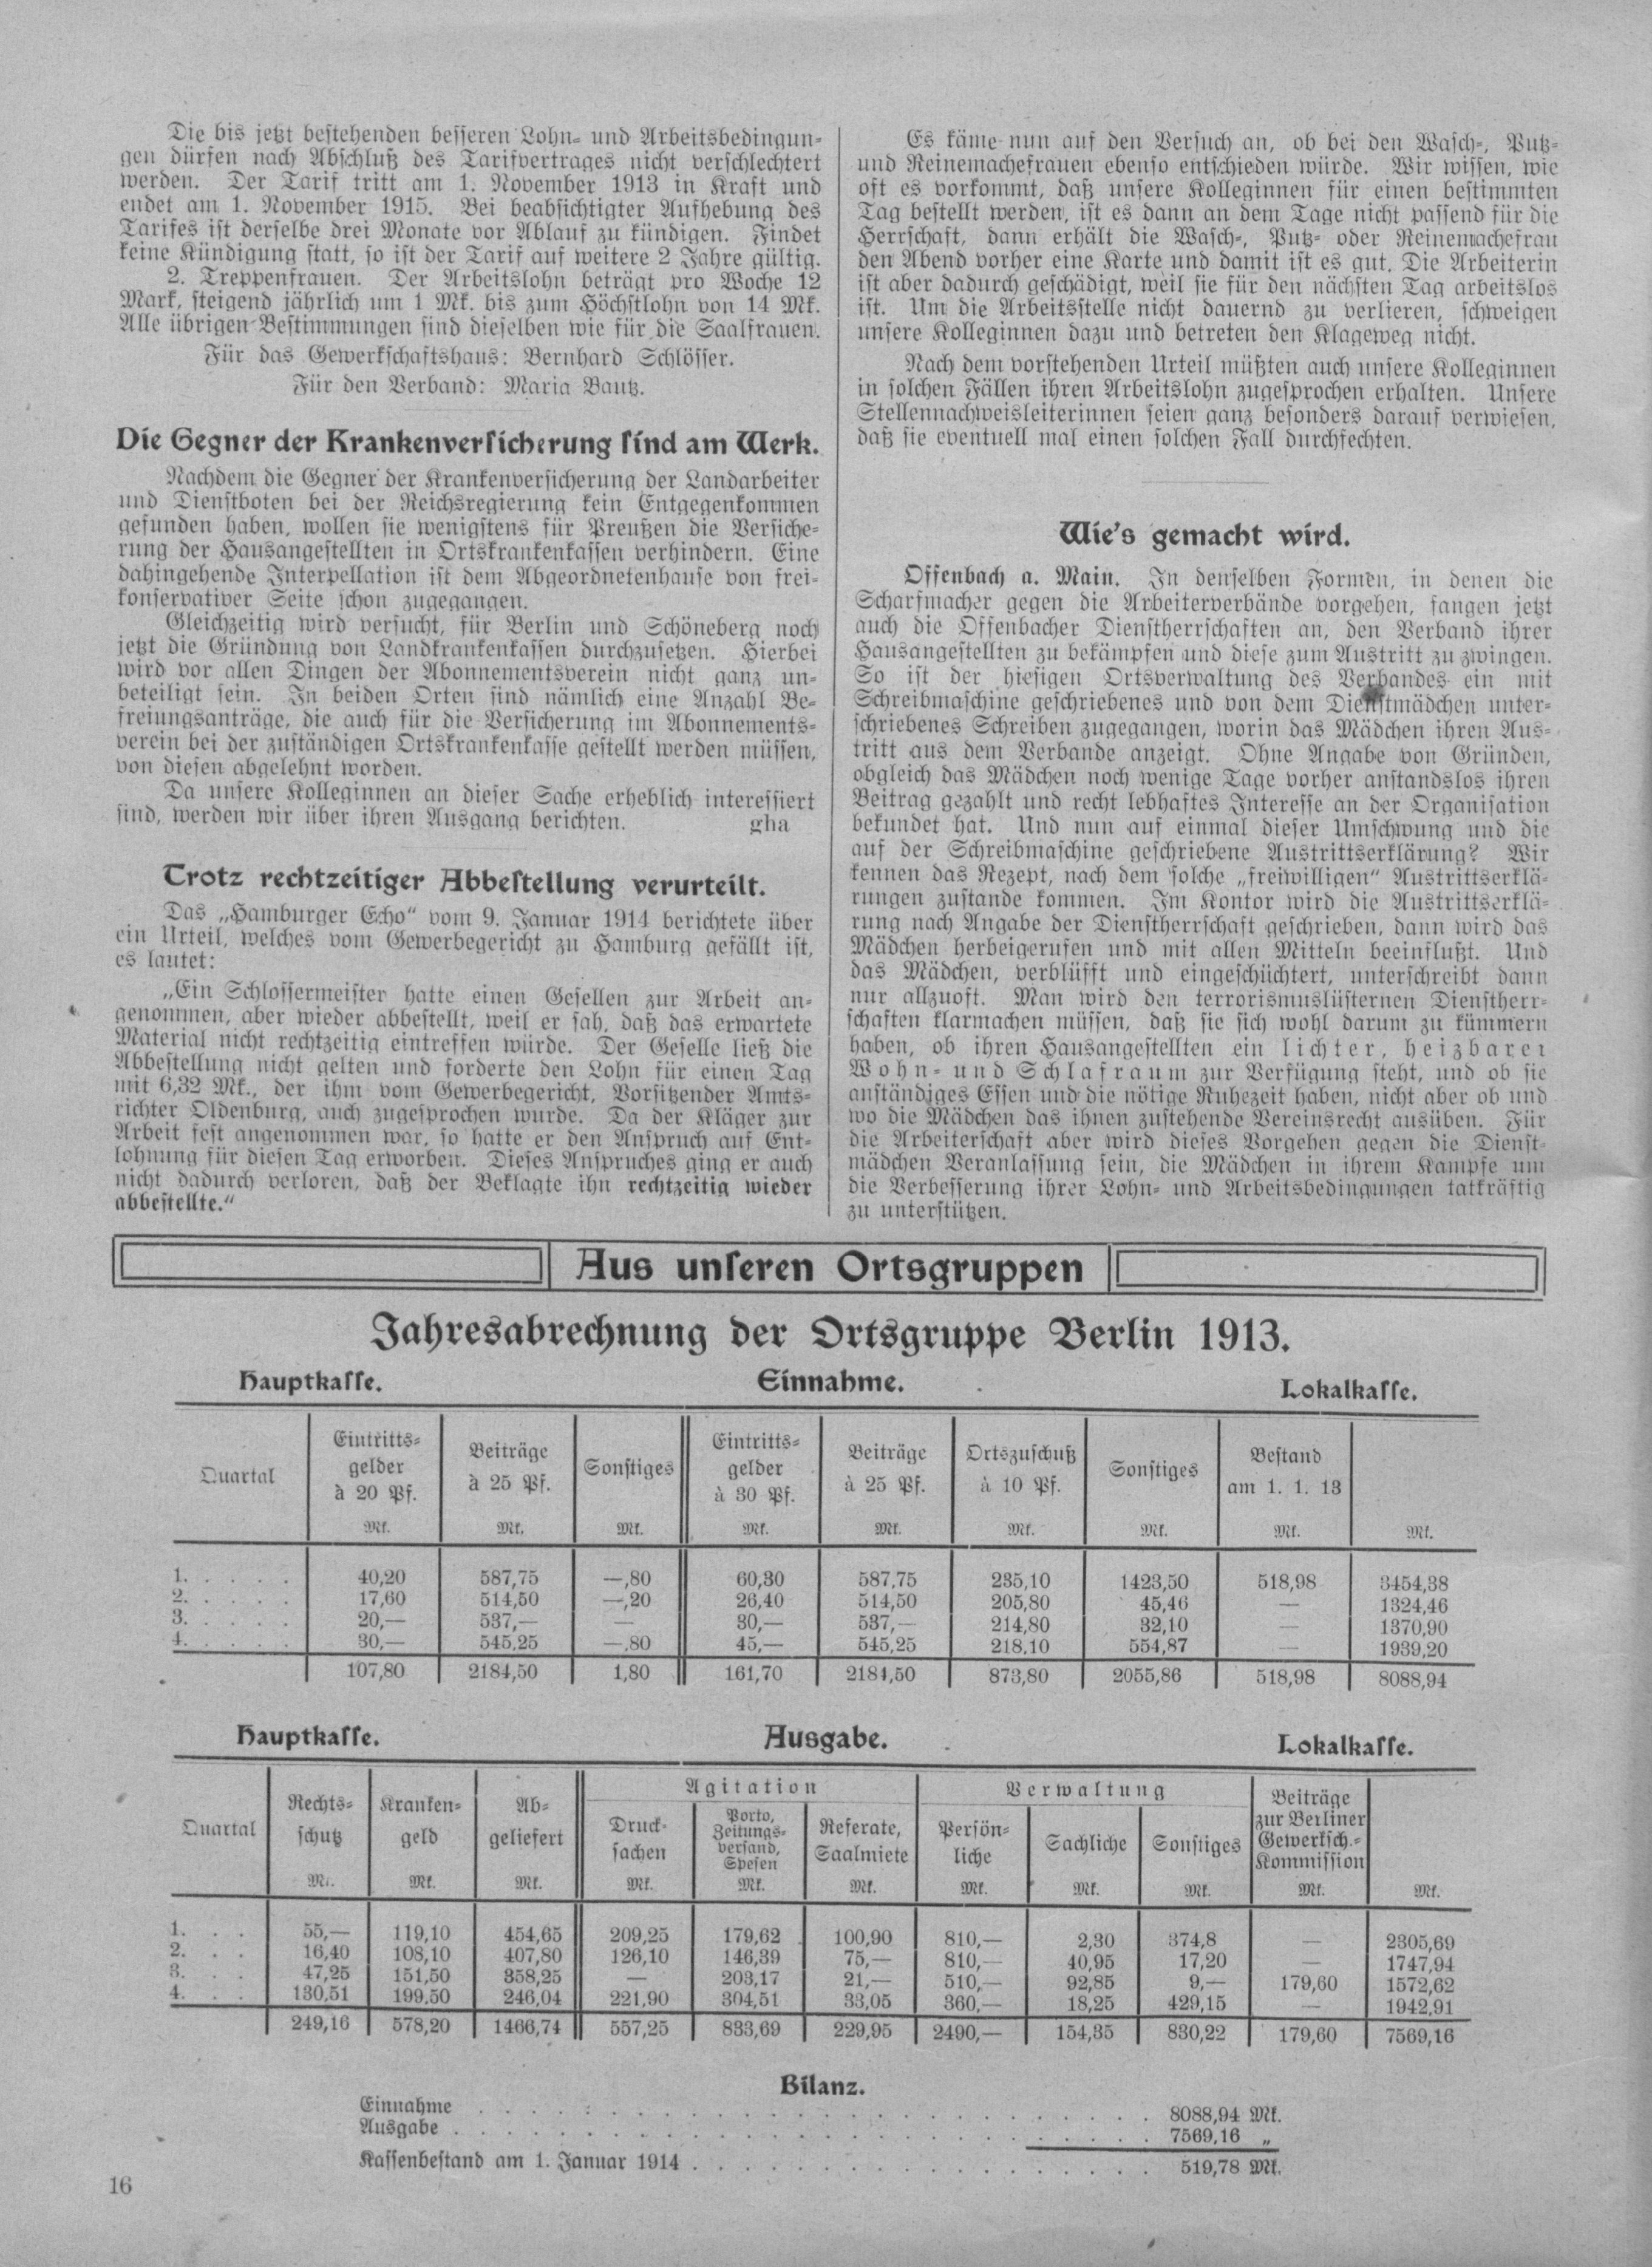 Die bis jetzt bestehenden besseren Lohn- und Arbeitsbedingun-
gen dürfen nach Abschluß des Tarifvertrages nicht verschlechtert
werden. Der Tarif tritt am 1. November 1913 in Kraft und
endet am 1. November 1915. Bei beabsichtigter Aufhebung des
Tarifes ist derselbe drei Monate vor Ablauf zu kündigen. Findet
keine Kündigung statt, so ist der Tarif auf weitere 2 Jahre gültig.
2. Treppenfrauen. Der Arbeitslohn beträgt pro Woche 12
Mark, steigend jährlich um 1 Mk. bis zum Höchstlohn von 14 Mk.
Alle übrigen Bestimmungen sind dieselben wie für die Saalfrauen.
Für das Gewerkschaftshaus: Bernhard Schlösser.
Für den Verband: Maria Bautz.
Die Gegner der Krankenversicherung sind am Werk.
Nachdem die Gegner der Krankenversicherung der Landarbeiter
und Dienstboten bei der Reichsregierung kein Entgegenkommen
gefunden haben, wollen sie wenigstens für Preußen die Versiche-
rung der Hausangestellten in Ortskrankenkassen verhindern. Eine
dahingehende Interpellation ist dem Abgeordnetenhause von frei-
konservativer Seite schon zugegangen.
Gleichzeitig wird versucht, für Berlin und Schöneberg noch
jetzt die Gründung von Landkrankenkassen durchzusetzen. Hierbei
wird vor allen Dingen der Abonnementsverein nicht ganz un-
beteiligt sein. In beiden Orten sind nämlich eine Anzahl Be-
freiungsanträge, die auch für die Versicherung im Abonnements-
verein bei der zuständigen Ortskrankenkasse gestellt werden müssen,
von diesen abgelehnt worden.
Da unsere Kolleginnen an dieser Sache erheblich interessiert
sind, werden wir über ihren Ausgang berichten. gha
Trotz rechtzeitiger Abbestellung verurteilt.
Das „Hamburger Echo“ vom 9. Januar 1914 berichtete über
ein Urteil, welches vom Gewerbegericht zu Hamburg gefällt ist,
es lautet:
„Ein Schlossermeister hatte einen Gesellen zur Arbeit an-
genommen, aber wieder abbestellt, weil er sah, daß das erwartete
Material nicht rechtzeitig eintreffen würde. Der Geselle ließ die
Abbestellung nicht gelten und forderte den Lohn für einen Tag
mit 6,32 Mk., der ihm vom Gewerbegericht, Vorsitzender Amts-
richter Oldenburg, auch zugesprochen wurde. Da der Kläger zur
Arbeit fest angenommen war, so hatte er den Anspruch auf Ent-
lohnung für diesen Tag erworben. Dieses Anspruches ging er auch
nicht dadurch verloren, daß der Beklagte ihn rechtzeitig wieder
abbestellte.“
Es käme nun auf den Versuch an, ob bei den Wasch-, Putz-
und Reinemachefrauen ebenso entschieden würde. Wir wissen, wie
oft es vorkommt, daß unsere Kolleginnen für einen bestimmten
Tag bestellt werden, ist es dann an dem Tage nicht passend für die
Herrschaft, dann erhält die Wasch-, Putz- oder Reinemachefrau
den Abend vorher eine Karte und damit ist es gut. Die Arbeiterin
ist aber dadurch geschädigt, weil sie für den nächsten Tag arbeitslos
ist. Um die Arbeitsstelle nicht dauernd zu verlieren, schweigen
unsere Kolleginnen dazu und betreten den Klageweg nicht.
Nach dem vorstehenden Urteil müßten auch unsere Kolleginnen
in solchen Fällen ihren Arbeitslohn zugesprochen erhalten. Unsere
Stellennachweisleiterinnen seien ganz besonders darauf verwiesen,
daß sie eventuell mal einen solchen Fall durchfechten.
Wie's gemacht wird.
Offenbach a. Main. In denselben Formen, in denen die
Scharfmacher gegen die Arbeiterverbände vorgehen, fangen jetzt
auch die Offenbacher Dienstherrschaften an, den Verband ihrer
Hausangestellten zu bekämpfen und diese zum Austritt zu zwingen.
So ist der hiesigen Ortsverwaltung des Verbandes ein mit
Schreibmaschine geschriebenes und von dem Dienstmädchen unter-
schriebenes Schreiben zugegangen, worin das Mädchen ihren Aus-
tritt aus dem Verbande anzeigt. Ohne Angabe von Gründen,
obgleich das Mädchen noch wenige Tage vorher anstandslos ihren
Beitrag gezahlt und recht lebhaftes Interesse an der Organisation
bekundet hat. Und nun auf einmal dieser Umschwung und die
auf der Schreibmaschine geschriebene Austrittserklärung? Wir
kennen das Rezept, nach dem solche „freiwilligen“ Austrittserklä-
rungen zustande kommen. Im Kontor wird die Austrittserklä-
rung nach Angabe der Dienstherrschaft geschrieben, dann wird das
Mädchen herbeigerufen und mit allen Mitteln beeinflußt. Und
das Mädchen, verblüfft und eingeschüchtert, unterschreibt dann
nur allzuoft. Man wird den terrorismuslüsternen Dienstherr-
schaften klarmachen müssen, daß sie sich wohl darum zu kümmern
haben, ob ihren Hausangestellten ein lichter, heizbarer
Wohn- und Schlafraum zur Verfügung steht, und ob sie
anständiges Essen und die nötige Ruhezeit haben, nicht aber ob und
wo die Mädchen das ihnen zustehende Vereinsrecht ausüben. Für
die Arbeiterschaft aber wird dieses Vorgehen gegen die Dienst-
mädchen Veranlassung sein, die Mädchen in ihrem Kampfe um
die Verbesserung ihrer Lohn- und Arbeitsbedingungen tatkräftig
zu unterstützen.
Aus unseren Ortsgruppen
Jahresabrechnung der Ortsgruppe Berlin 1913.
Hauptkasse. Einnahme. Lokalkasse.
Quartal Eintritts-gelder à 20 Pf. Mk. Beiträge à 25 Pf. Mk. Sonstiges Mk. Eintritts-gelder à 30 Pf. Mk. Beiträge à 25 Pf. Mk. Ortszuschuß à 10 Pf. Mk. Sonstiges Mk. Bestand am 1. 1. 13 Mk. Mk.
1. . . . . . 40,20 587,75 —,80 60,30 587,75 235,10 1423,50 518,98 3454,38
2. . . . . . 17,60 514,50 —,20 26,40 514,50 205,80 45,46 — 1324,46
3. . . . . . 20,— 537,— — 30,— 537,— 214,80 32,10 — 1370,90
4. . . . . . 30,— 545,25 —,80 45,— 545,25 218,10 554,87 — 1939,20
107,80 2184,50 1,80 161,70 2184,50 873,80 2055,86 518,98 8088,94
Hauptkasse. Ausgabe. Lokalkasse.
Agitation Verwaltung
Quartal Rechts-schutz Mk. Kranken-geld Mk. Ab-geliefert Mk. Druck-sachen Mk. Porto, Zeitungs-versand, Spesen Mk. Referate, Saalmiete Mk. Persön-liche Mk. Sachliche Mk. Sonstiges Mk. Beiträge zur Berliner Gewerksch.-Kommission Mk. Mk.
1. . . 55,— 119,10 454,65 209,25 179,62 100,90 810,— 2,30 374,8 — 2305,69
2. . . 16,40 108,10 407,80 126,10 146,39 75,— 810,— 40,95 17,20 — 1747,94
3. . . 47,25 151,50 358,25 — 203,17 21,— 510,— 92,85 9,— 179,60 1572,62
4. . . 130,51 199,50 246,04 221,90 304,51 33,05 360,— 18,25 429,15 — 1942,91
249,16 578,20 1466,74 557,25 833,69 229,95 2490,— 154,35 830,22 179,60 7569,16
Bilanz.
Einnahme . . . . . 8088,94 Mk.
Ausgabe . . . . . 7569,16 „
Kassenbestand am 1. Januar 1914 . . . . . 519,78 Mk.
16